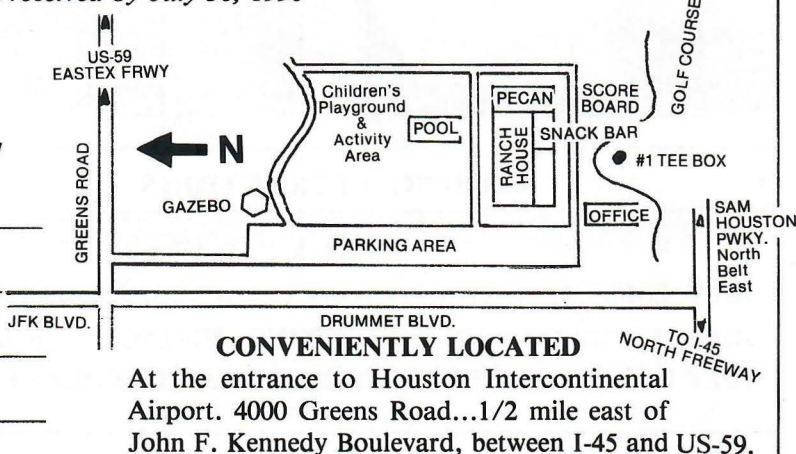 by July
US-59
EASTEX FRWY
GREENS ROAD
N
GAZEBO
Children's
Playground
&
Activity
Area
POOL
PECAN
RANCH
HOUSE
SNACK BAR
SCORE
BOARD
GOLF COURSE
#1 TEE BOX
OFFICE
PARKING AREA
SAM
HOUSTON
PWKY.
North
Belt
East
JFK BLVD.
DRUMMET BLVD.
TO I-45
NORTH FREEWAY
CONVENIENTLY LOCATED
At the entrance to Houston Intercontinental
Airport. 4000 Greens Road...1/2 mile east of
John F. Kennedy Boulevard, between I-45 and US-59.